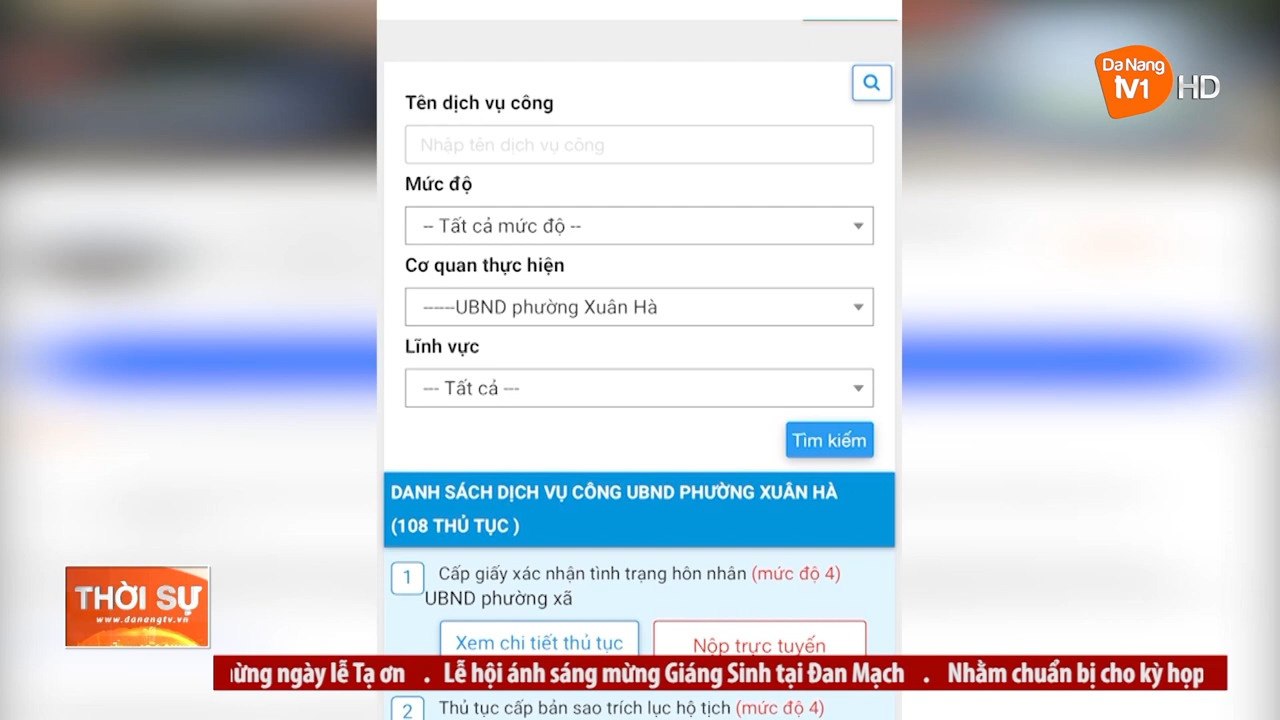 Da Nang
TV1 HD
Tên dịch vụ công
Nhập tên dịch vụ công
Mức độ
-- Tất cả mức độ --
Cơ quan thực hiện
------UBND phường Xuân Hà
Lĩnh vực
--- Tất cả ---
Tìm kiếm
DANH SÁCH DỊCH VỤ CÔNG UBND PHƯỜNG XUÂN HÀ
(108 THỦ TỤC )
1 Cấp giấy xác nhận tình trạng hôn nhân (mức độ 4)
UBND phường xã
Xem chi tiết thủ tục Nộp trực tuyến
THỜI SỰ
www.danangtv.vn
ngày lễ Tạ ơn . Lễ hội ánh sáng mừng Giáng Sinh tại Đan Mạch . Nhằm chuẩn bị cho kỳ họp
2 Thủ tục cấp bản sao trích lục hộ tịch (mức độ 4)